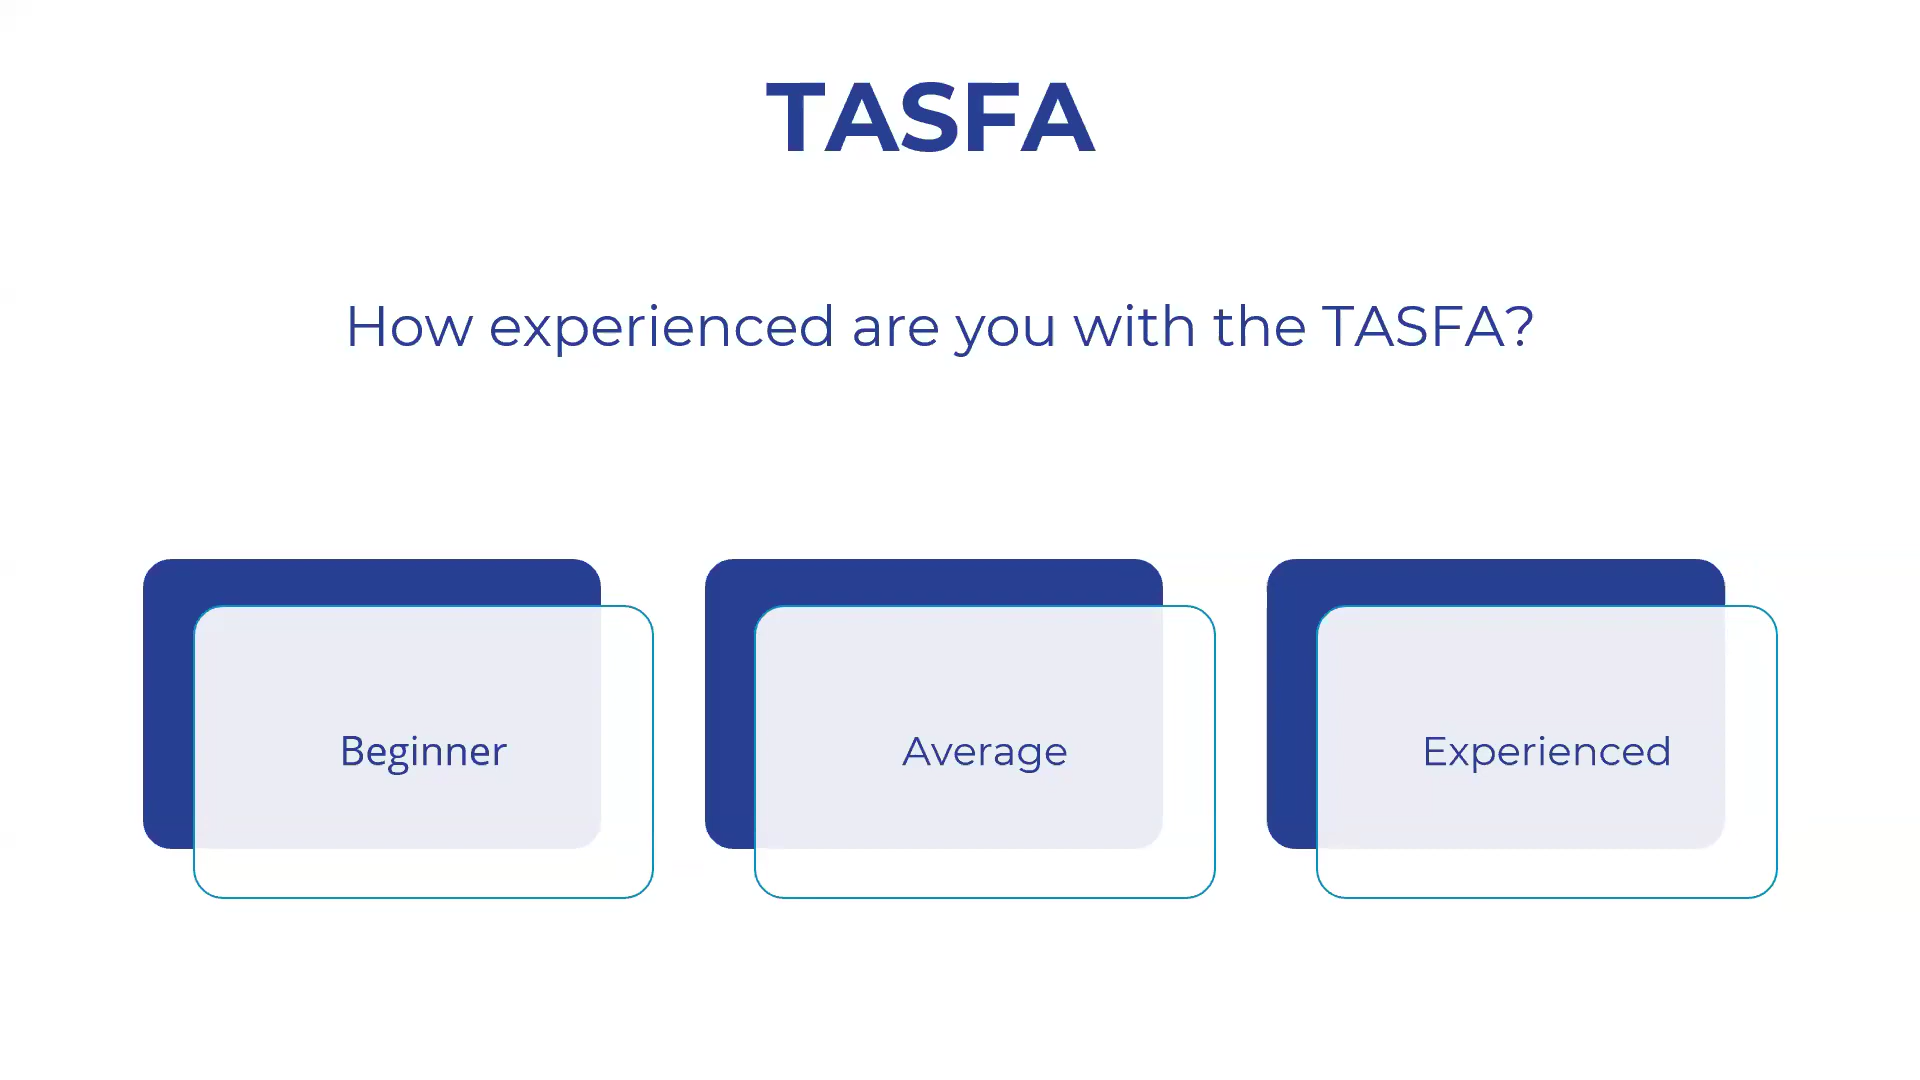 TASFA
How experienced are you with the TASFA?
Beginner
Average
Experienced